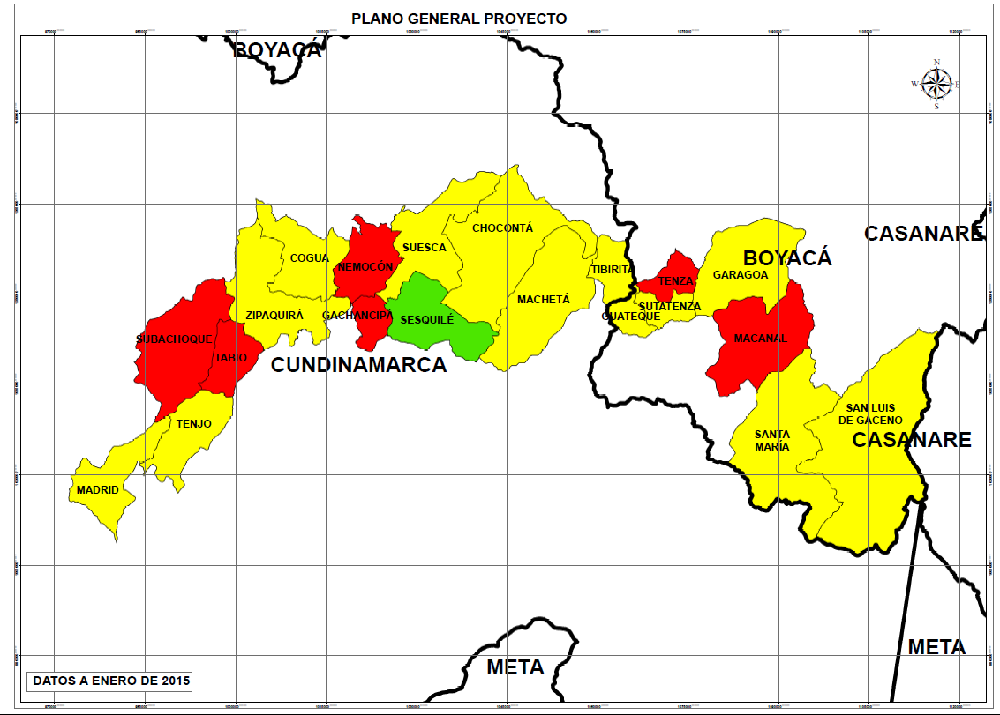 PLANO GENERAL PROYECTO
BOYACÁ
N
W E
S
CHOCONTÁ
CASANARE
SUESCA
COGUA
BOYACÁ
NEMOCÓN
TIBIRITA
GARAGOA
TENZA
MACHETÁ
SUTATENZA
ZIPAQUIRÁ
GACHANCIPÁ
GUATEQUE
SESQUILÉ
SUBACHOQUE
MACANAL
TABIO
CUNDINAMARCA
SAN LUIS
DE GACENO
TENJO
SANTA
MARÍA
CASANARE
MADRID
META
META
DATOS A ENERO DE 2015